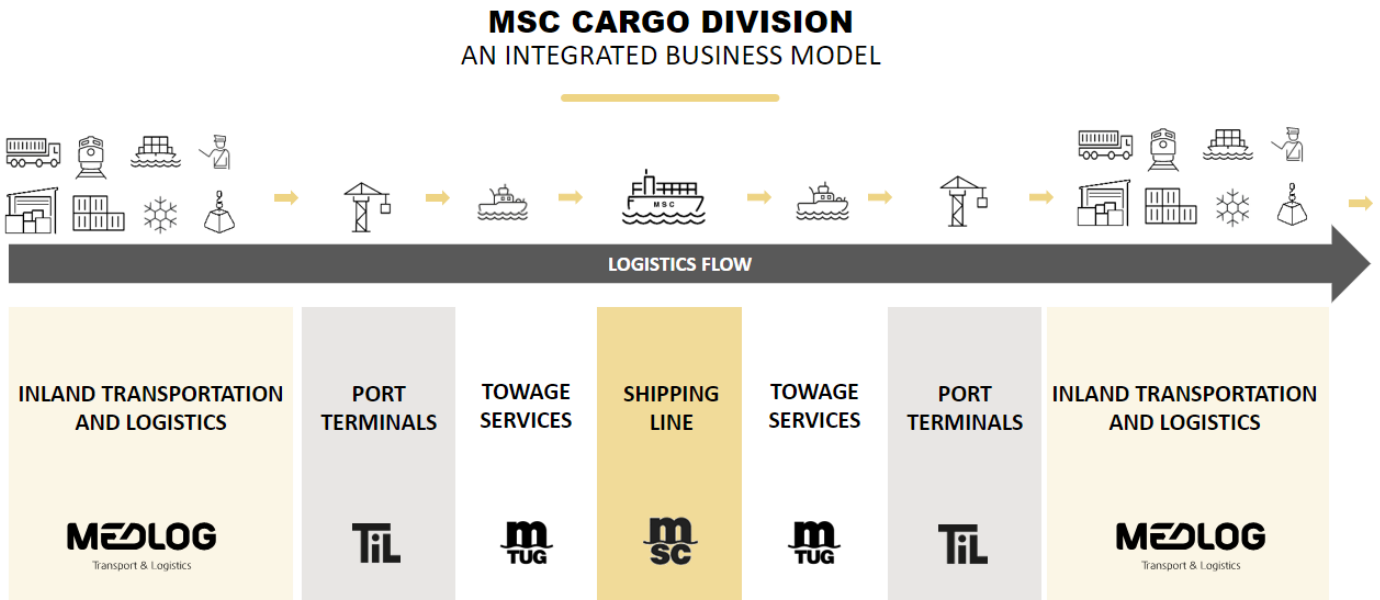 MSC CARGO DIVISION
AN INTEGRATED BUSINESS MODEL
MSC
LOGISTICS FLOW
INLAND TRANSPORTATION
AND LOGISTICS
PORT
TERMINALS
TOWAGE
SERVICES
SHIPPING
LINE
TOWAGE
SERVICES
PORT
TERMINALS
INLAND TRANSPORTATION
AND LOGISTICS
MEDLOG
Transport & Logistics
TiL
m
TUG
m
SC
m
TUG
TiL
MEDLOG
Transport & Logistics